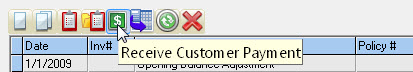 $
Date Inv# Policy #
Receive Customer Payment
1/1/2009 Opening Balance Adjustment